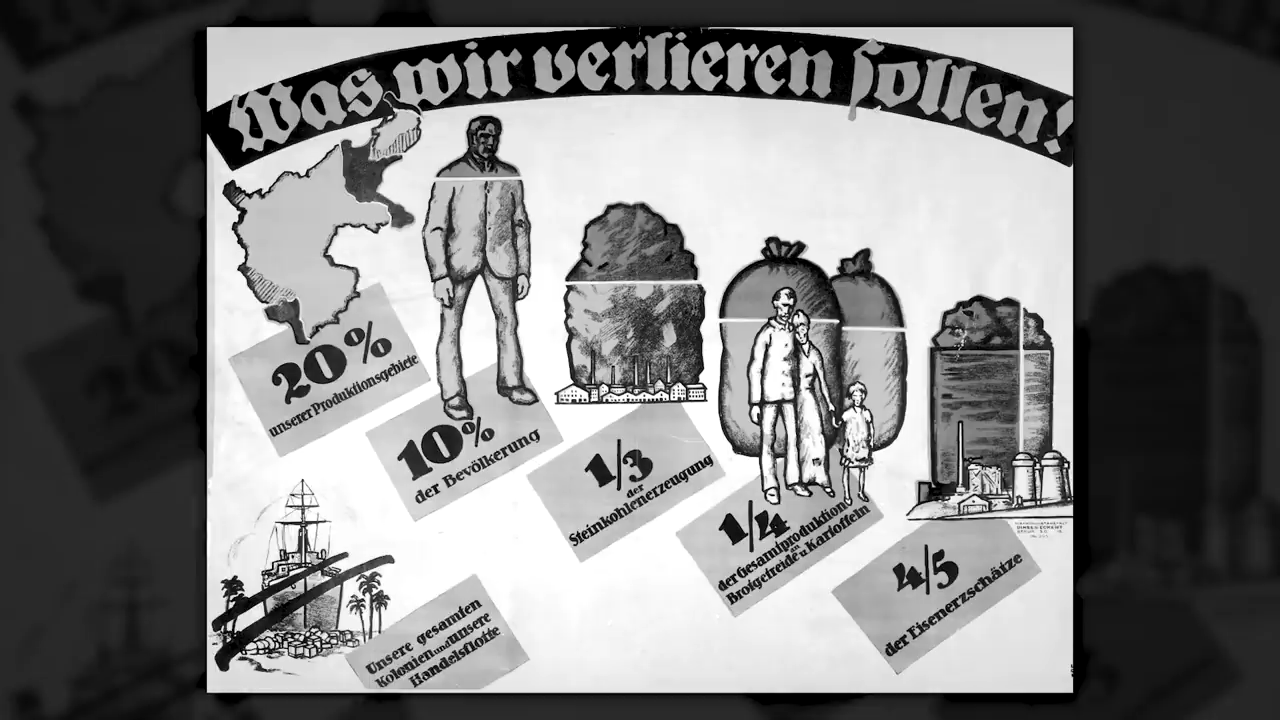 Was wir verlieren sollen!
20%
unserer Produktionsgebiete
10%
der Bevölkerung
1/3
der
Steinkohlenerzeugung
1/4
der Gesamtproduktion
an
Brotgetreide u. Kartoffeln
4/5
der Eisenerzschätze
Unsere gesamten
Kolonien und unsere
Handelsflotte